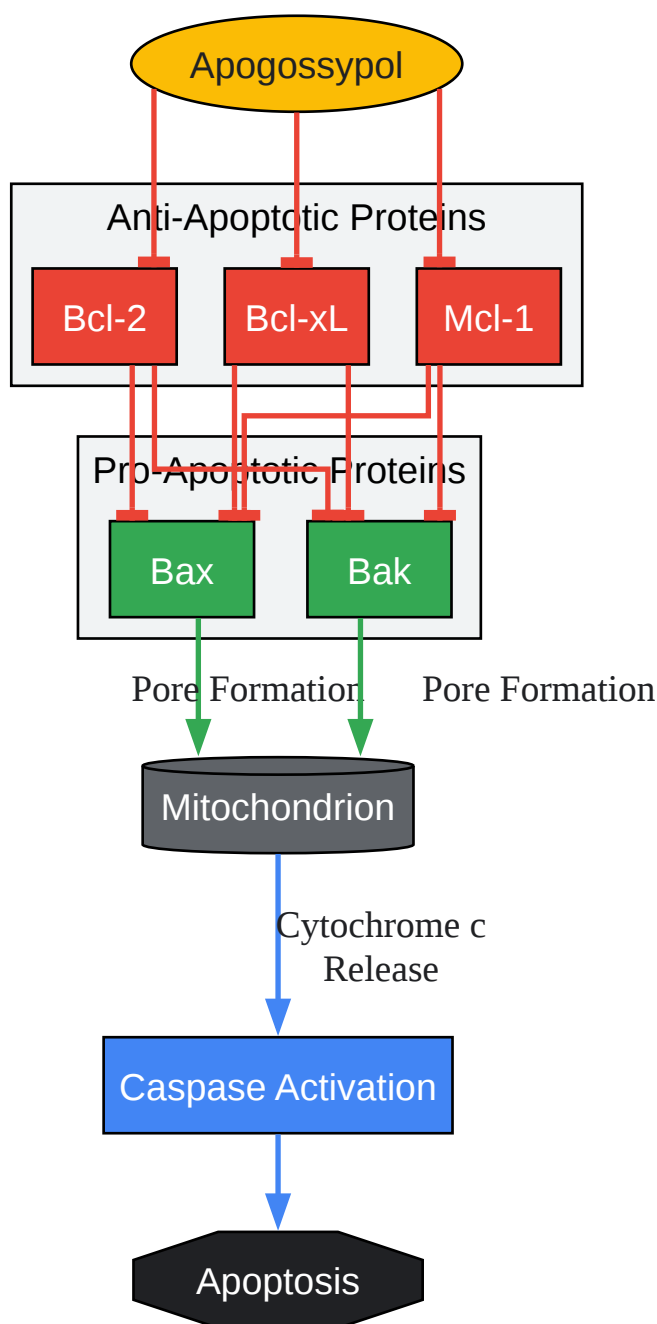 Apogossypol
Anti-Apoptotic Proteins
Bcl-2
Bcl-xL
Mcl-1
Pro-Apoptotic Proteins
Bax
Bak
Pore Formation
Pore Formation
Mitochondrion
Cytochrome c
Release
Caspase Activation
Apoptosis